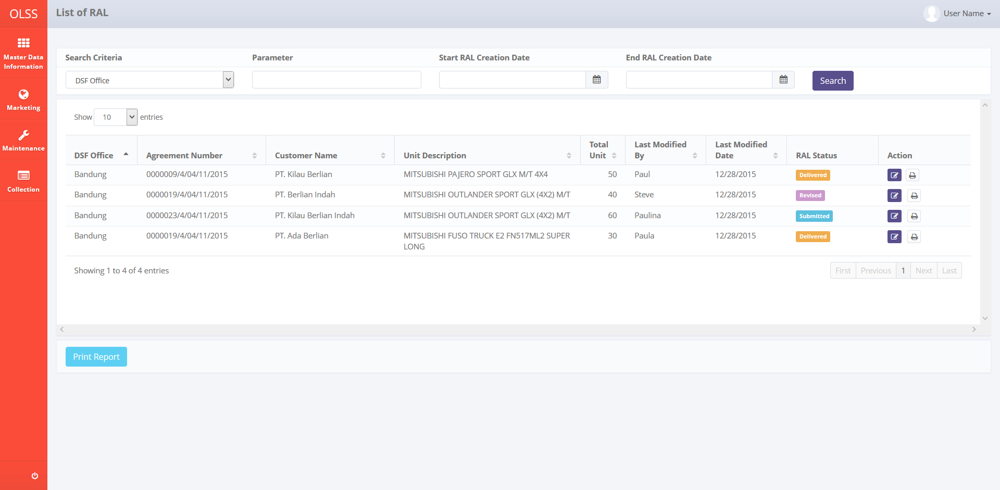 OLSS
List of RAL
User Name
Master Data
Information
Marketing
Maintenance
Collection
Search Criteria Parameter Start RAL Creation Date End RAL Creation Date
DSF Office Search
Show 10 entries
DSF Office Agreement Number Customer Name Unit Description Total Unit Last Modified By Last Modified Date RAL Status Action
Bandung 0000009/4/04/11/2015 PT. Kilau Berlian MITSUBISHI PAJERO SPORT GLX M/T 4X4 50 Paul 12/28/2015 Delivered
Bandung 0000019/4/04/11/2015 PT. Berlian Indah MITSUBISHI OUTLANDER SPORT GLX (4X2) M/T 40 Steve 12/28/2015 Revised
Bandung 0000023/4/04/11/2015 PT. Kilau Berlian Indah MITSUBISHI OUTLANDER SPORT GLX (4X2) M/T 60 Paulina 12/28/2015 Submitted
Bandung 0000019/4/04/11/2015 PT. Ada Berlian MITSUBISHI FUSO TRUCK E2 FN517ML2 SUPER 30 Paula 12/28/2015 Delivered
LONG
Showing 1 to 4 of 4 entries First Previous 1 Next Last
Print Report